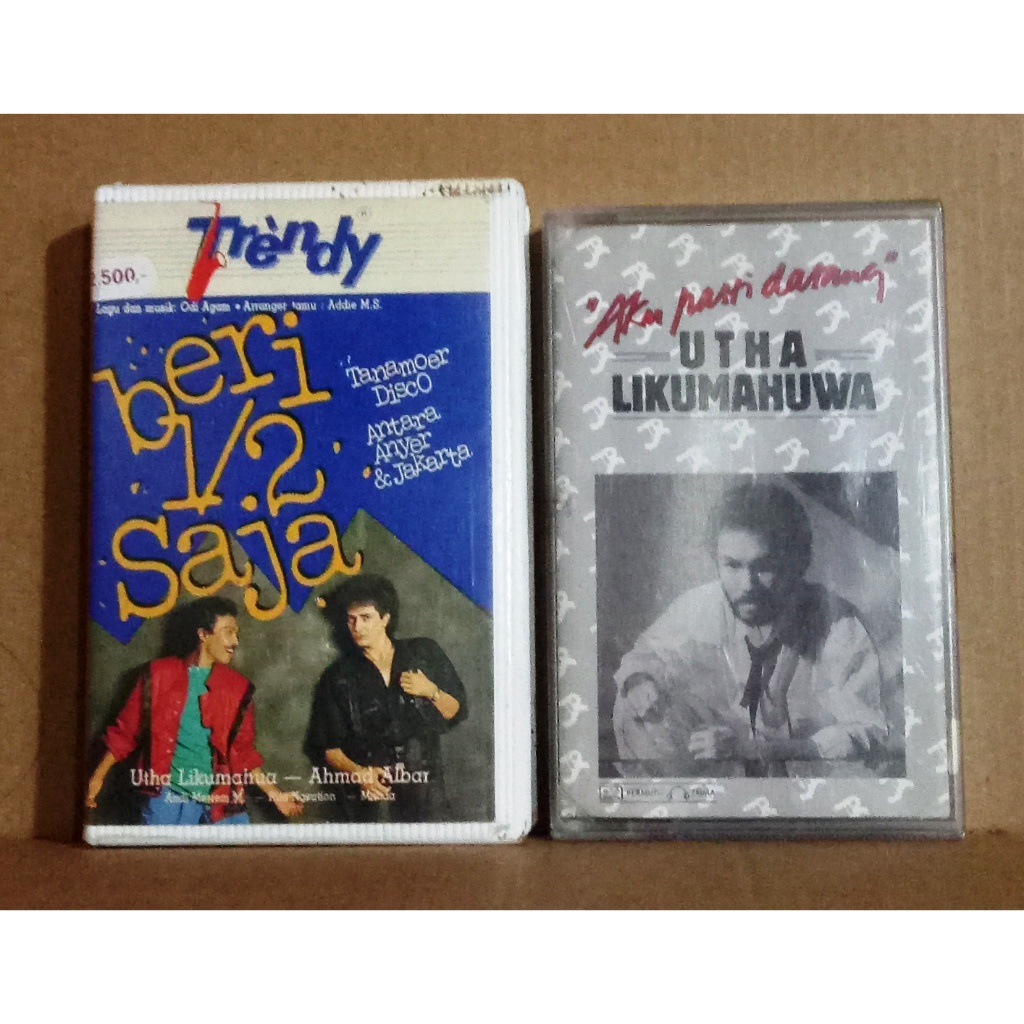 Trèndy
2.500,-
Lagu dan musik: Odi Agam • Arranger tamu : Addie M.S.
beri
1/2
saja
Tanamoer
Disco
Antara
Anyer
& Jakarta
Utha Likumahua — Ahmad Albar
"Aku pasti datang"
UTHA
LIKUMAHUWA